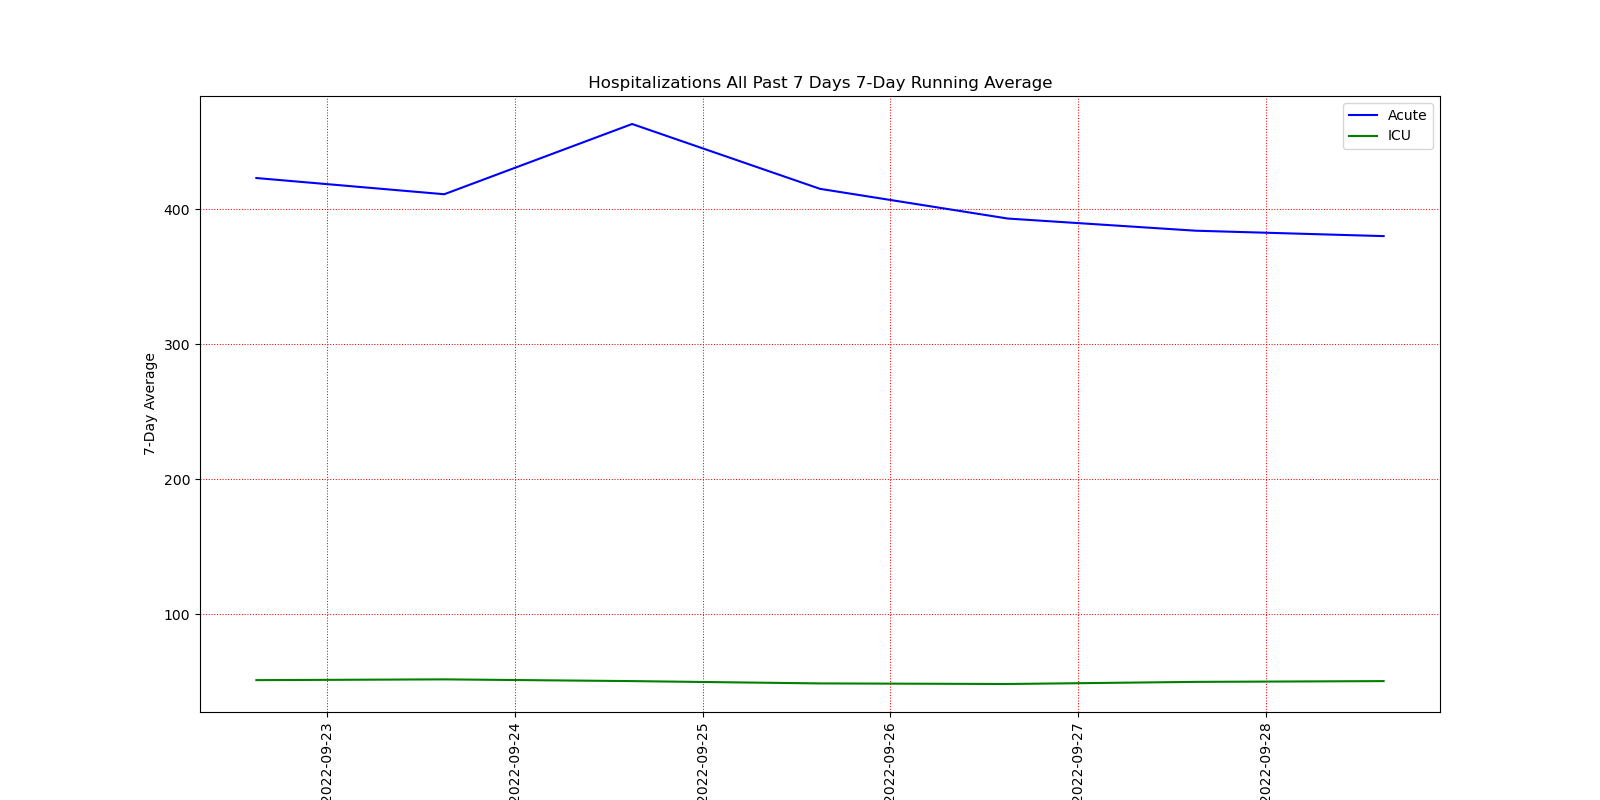 Hospitalizations All Past 7 Days 7-Day Running Average
Acute
ICU
7-Day Average
400
300
200
100
2022-09-23
2022-09-24
2022-09-25
2022-09-26
2022-09-27
2022-09-28